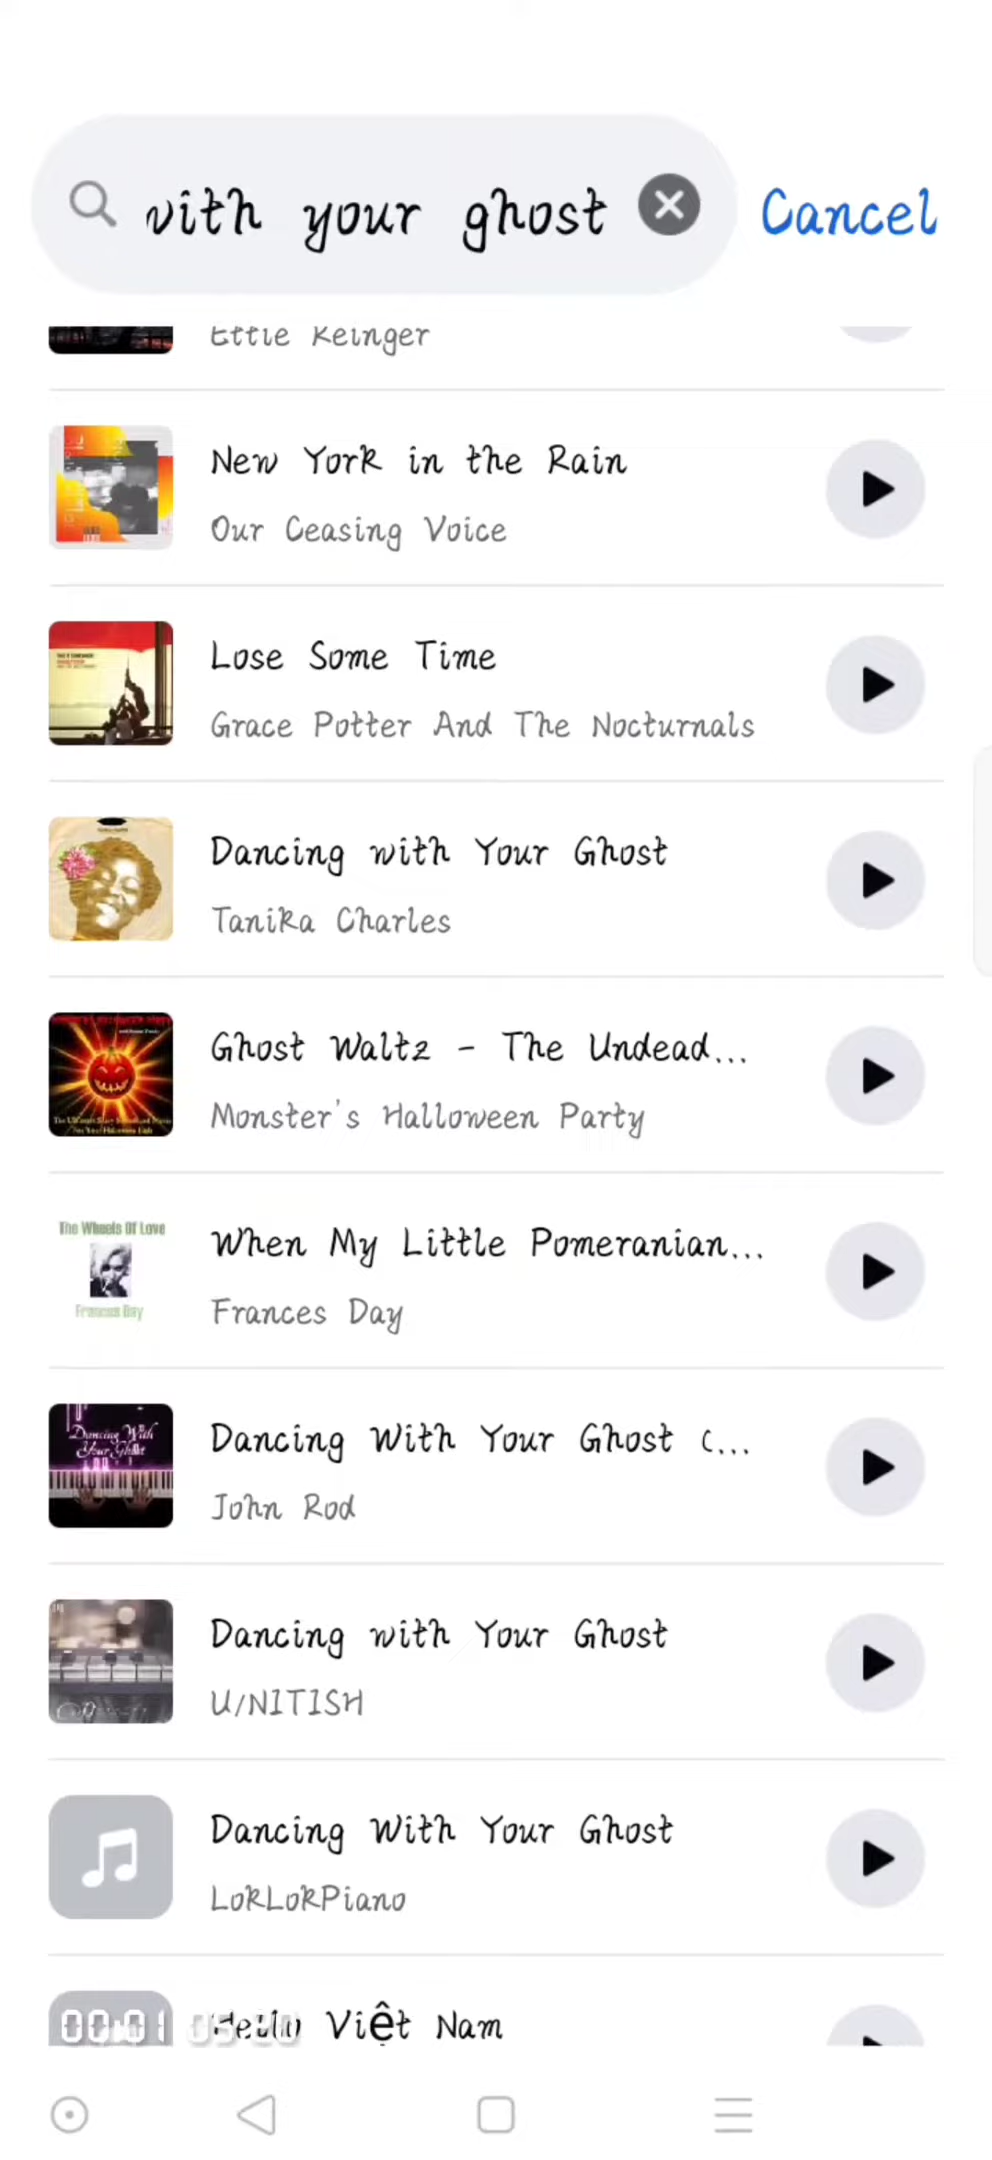 with your ghost
Cancel
Ettie Reinger
New York in the Rain
Our Ceasing Voice
Lose Some Time
Grace Potter And The Nocturnals
Dancing with Your Ghost
Tanika Charles
Ghost Waltz - The Undead...
Monster's Halloween Party
When My Little Pomeranian...
The Wheels Of Love
Frances Day
Frances Day
Dancing With Your Ghost (...
Dancing With
Your Ghost
John Rod
Dancing with Your Ghost
U/NITISH
Dancing With Your Ghost
LokLokPiano
Hello Việt Nam